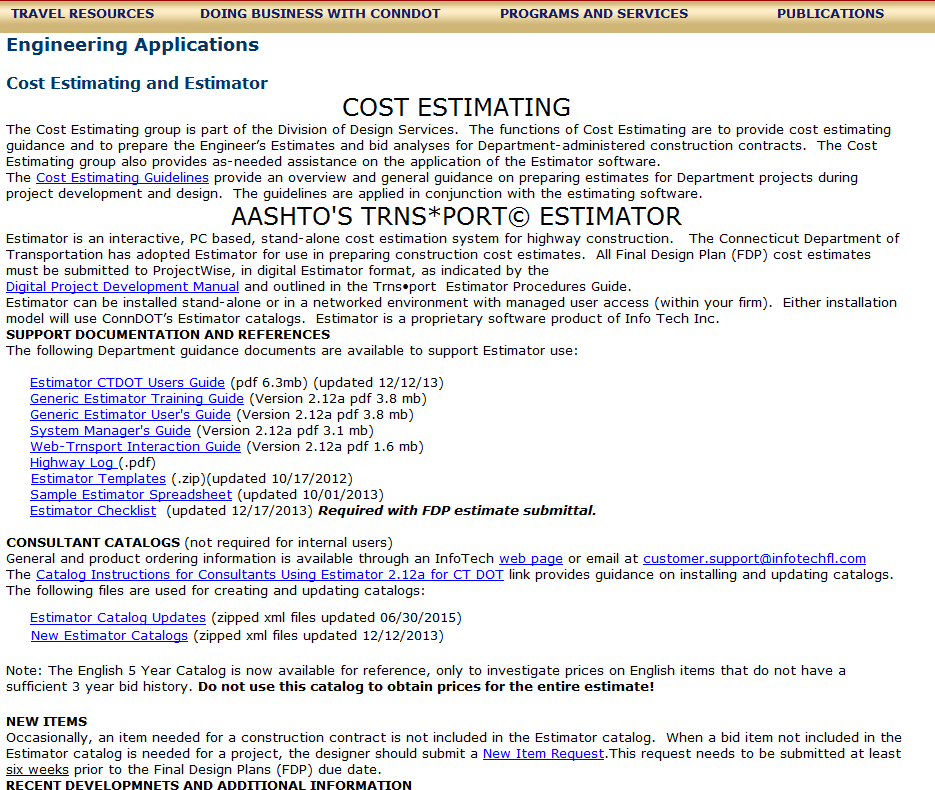 TRAVEL RESOURCES DOING BUSINESS WITH CONNDOT PROGRAMS AND SERVICES PUBLICATIONS
Engineering Applications
Cost Estimating and Estimator
COST ESTIMATING
The Cost Estimating group is part of the Division of Design Services.  The functions of Cost Estimating are to provide cost estimating
guidance and to prepare the Engineer’s Estimates and bid analyses for Department-administered construction contracts.  The Cost
Estimating group also provides as-needed assistance on the application of the Estimator software.
The Cost Estimating Guidelines provide an overview and general guidance on preparing estimates for Department projects during
project development and design.  The guidelines are applied in conjunction with the estimating software.
AASHTO'S TRNS*PORT© ESTIMATOR
Estimator is an interactive, PC based, stand-alone cost estimation system for highway construction.   The Connecticut Department of
Transportation has adopted Estimator for use in preparing construction cost estimates.  All Final Design Plan (FDP) cost estimates
must be submitted to ProjectWise, in digital Estimator format, as indicated by the
Digital Project Development Manual and outlined in the Trns•port  Estimator Procedures Guide.
Estimator can be installed stand-alone or in a networked environment with managed user access (within your firm).  Either installation
model will use ConnDOT’s Estimator catalogs.  Estimator is a proprietary software product of Info Tech Inc.
SUPPORT DOCUMENTATION AND REFERENCES
The following Department guidance documents are available to support Estimator use:
Estimator CTDOT Users Guide (pdf 6.3mb) (updated 12/12/13)
Generic Estimator Training Guide (Version 2.12a pdf 3.8 mb)
Generic Estimator User's Guide (Version 2.12a pdf 3.8 mb)
System Manager's Guide (Version 2.12a pdf 3.1 mb)
Web-Trnsport Interaction Guide (Version 2.12a pdf 1.6 mb)
Highway Log (.pdf)
Estimator Templates (.zip)(updated 10/17/2012)
Sample Estimator Spreadsheet (updated 10/01/2013)
Estimator Checklist  (updated 12/17/2013) Required with FDP estimate submittal.
CONSULTANT CATALOGS (not required for internal users)
General and product ordering information is available through an InfoTech web page or email at customer.support@infotechfl.com
The Catalog Instructions for Consultants Using Estimator 2.12a for CT DOT link provides guidance on installing and updating catalogs.
The following files are used for creating and updating catalogs:
Estimator Catalog Updates (zipped xml files updated 06/30/2015)
New Estimator Catalogs (zipped xml files updated 12/12/2013)
Note: The English 5 Year Catalog is now available for reference, only to investigate prices on English items that do not have a
sufficient 3 year bid history. Do not use this catalog to obtain prices for the entire estimate!
NEW ITEMS
Occasionally, an item needed for a construction contract is not included in the Estimator catalog.  When a bid item not included in the
Estimator catalog is needed for a project, the designer should submit a New Item Request.This request needs to be submitted at least
six weeks prior to the Final Design Plans (FDP) due date.
RECENT DEVELOPMNETS AND ADDITIONAL INFORMATION